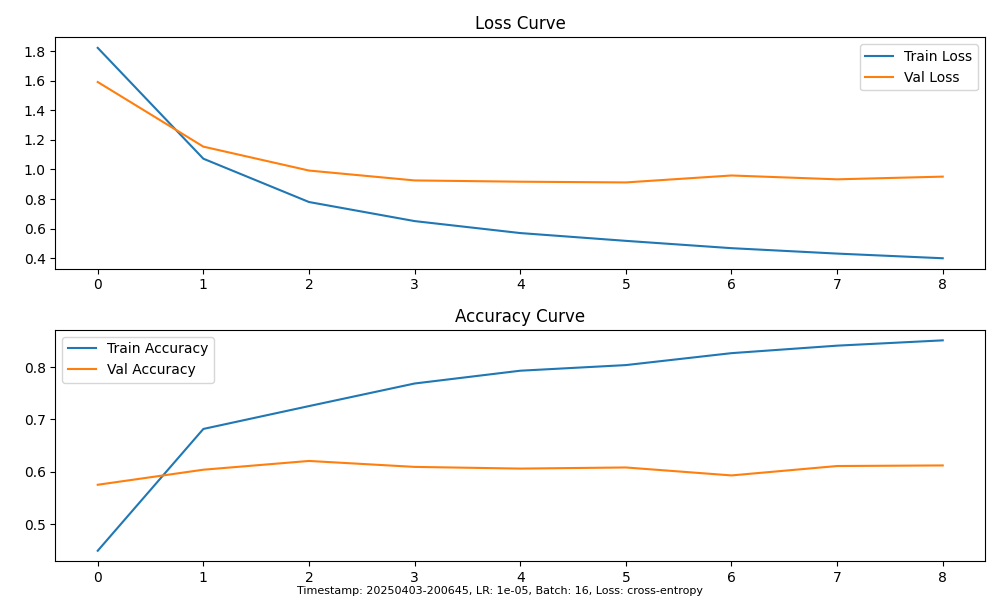 Loss Curve
1.8
1.6
1.4
1.2
1.0
0.8
0.6
0.4
Train Loss
Val Loss
0 1 2 3 4 5 6 7 8
Accuracy Curve
0.8
0.7
0.6
0.5
Train Accuracy
Val Accuracy
0 1 2 3 4 5 6 7 8
Timestamp: 20250403-200645, LR: 1e-05, Batch: 16, Loss: cross-entropy